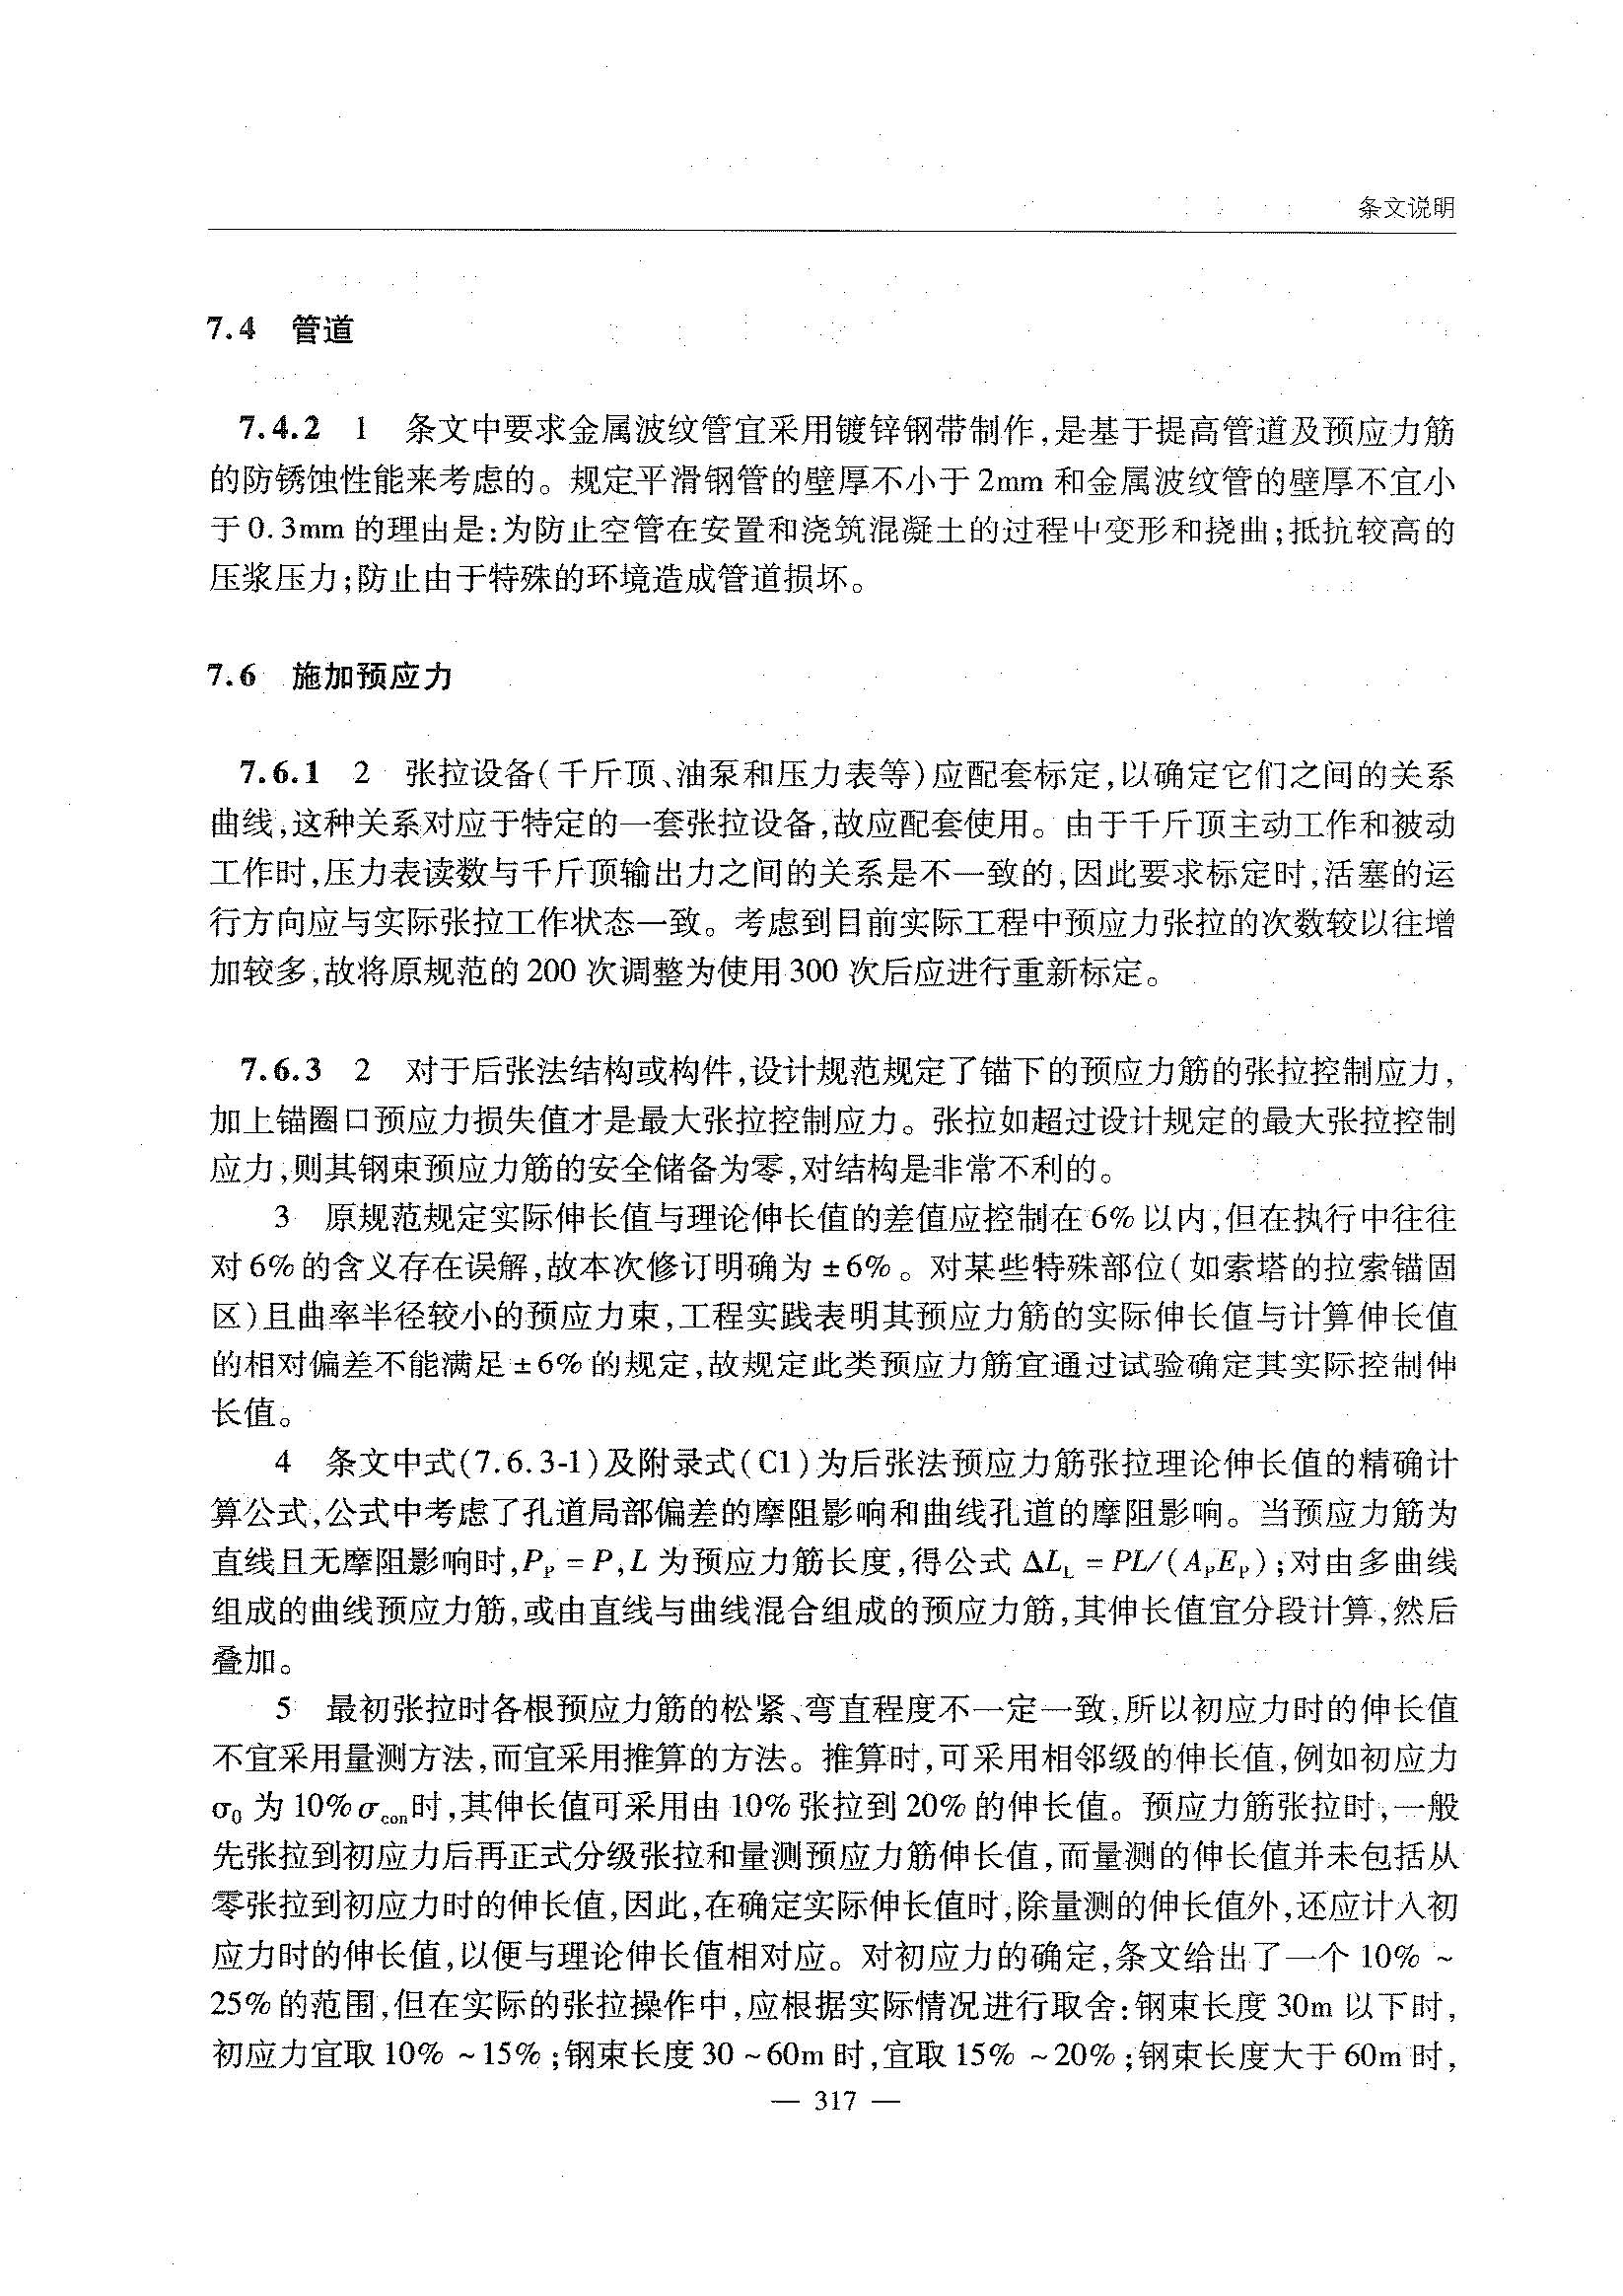 条文说明
7.4 管道
7.4.2 1 条文中要求金属波纹管宜采用镀锌钢带制作,是基于提高管道及预应力筋
的防锈蚀性能来考虑的。规定平滑钢管的壁厚不小于2mm 和金属波纹管的壁厚不宜小
于0.3mm 的理由是:为防止空管在安置和浇筑混凝土的过程中变形和挠曲;抵抗较高的
压浆压力;防止由于特殊的环境造成管道损坏。
7.6 施加预应力
7.6.1 2 张拉设备(千斤顶、油泵和压力表等)应配套标定,以确定它们之间的关系
曲线,这种关系对应于特定的一套张拉设备,故应配套使用。由于千斤顶主动工作和被动
工作时,压力表读数与千斤顶输出力之间的关系是不一致的,因此要求标定时,活塞的运
行方向应与实际张拉工作状态一致。考虑到目前实际工程中预应力张拉的次数较以往增
加较多,故将原规范的 200 次调整为使用 300 次后应进行重新标定。
7.6.3 2 对于后张法结构或构件,设计规范规定了锚下的预应力筋的张拉控制应力,
加上锚圈口预应力损失值才是最大张拉控制应力。张拉如超过设计规定的最大张拉控制
应力,则其钢束预应力筋的安全储备为零,对结构是非常不利的。
3 原规范规定实际伸长值与理论伸长值的差值应控制在 6% 以内,但在执行中往往
对 6% 的含义存在误解,故本次修订明确为 ±6%。对某些特殊部位(如索塔的拉索锚固
区)且曲率半径较小的预应力束,工程实践表明其预应力筋的实际伸长值与计算伸长值
的相对偏差不能满足 ±6% 的规定,故规定此类预应力筋宜通过试验确定其实际控制伸
长值。
4 条文中式(7.6.3-1)及附录式(C1)为后张法预应力筋张拉理论伸长值的精确计
算公式,公式中考虑了孔道局部偏差的摩阻影响和曲线孔道的摩阻影响。当预应力筋为
直线且无摩阻影响时,P_P = P,L 为预应力筋长度,得公式 ΔL_L = PL/(A_PE_P);对由多曲线
组成的曲线预应力筋,或由直线与曲线混合组成的预应力筋,其伸长值宜分段计算,然后
叠加。
5 最初张拉时各根预应力筋的松紧、弯直程度不一定一致,所以初应力时的伸长值
不宜采用量测方法,而宜采用推算的方法。推算时,可采用相邻级的伸长值,例如初应力
σ₀ 为 10%σ_con时,其伸长值可采用由 10% 张拉到 20% 的伸长值。预应力筋张拉时,一般
先张拉到初应力后再正式分级张拉和量测预应力筋伸长值,而量测的伸长值并未包括从
零张拉到初应力时的伸长值,因此,在确定实际伸长值时,除量测的伸长值外,还应计入初
应力时的伸长值,以便与理论伸长值相对应。对初应力的确定,条文给出了一个 10% ~
25% 的范围,但在实际的张拉操作中,应根据实际情况进行取舍:钢束长度 30m 以下时,
初应力宜取 10% ~15%;钢束长度 30 ~60m 时,宜取 15% ~20%;钢束长度大于 60m 时,
— 317 —